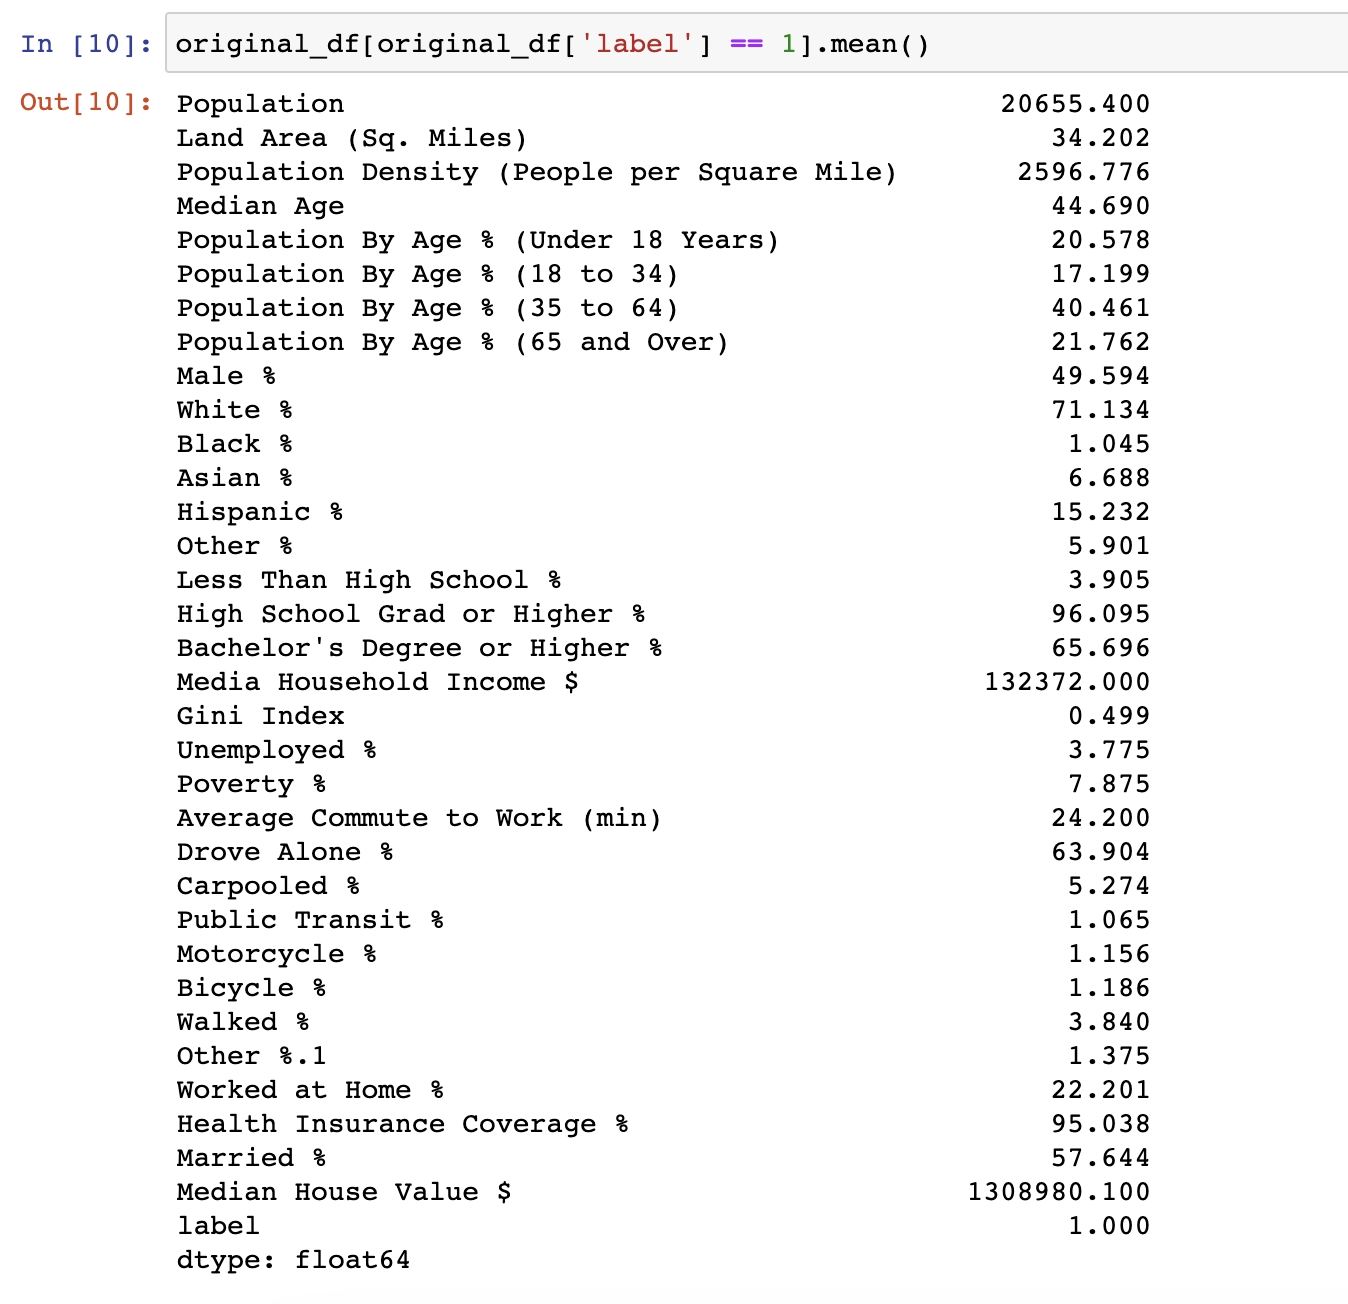 In [10]: original_df[original_df['label'] == 1].mean()
Out[10]: Population 20655.400
Land Area (Sq. Miles) 34.202
Population Density (People per Square Mile) 2596.776
Median Age 44.690
Population By Age % (Under 18 Years) 20.578
Population By Age % (18 to 34) 17.199
Population By Age % (35 to 64) 40.461
Population By Age % (65 and Over) 21.762
Male % 49.594
White % 71.134
Black % 1.045
Asian % 6.688
Hispanic % 15.232
Other % 5.901
Less Than High School % 3.905
High School Grad or Higher % 96.095
Bachelor's Degree or Higher % 65.696
Media Household Income $ 132372.000
Gini Index 0.499
Unemployed % 3.775
Poverty % 7.875
Average Commute to Work (min) 24.200
Drove Alone % 63.904
Carpooled % 5.274
Public Transit % 1.065
Motorcycle % 1.156
Bicycle % 1.186
Walked % 3.840
Other %.1 1.375
Worked at Home % 22.201
Health Insurance Coverage % 95.038
Married % 57.644
Median House Value $ 1308980.100
label 1.000
dtype: float64